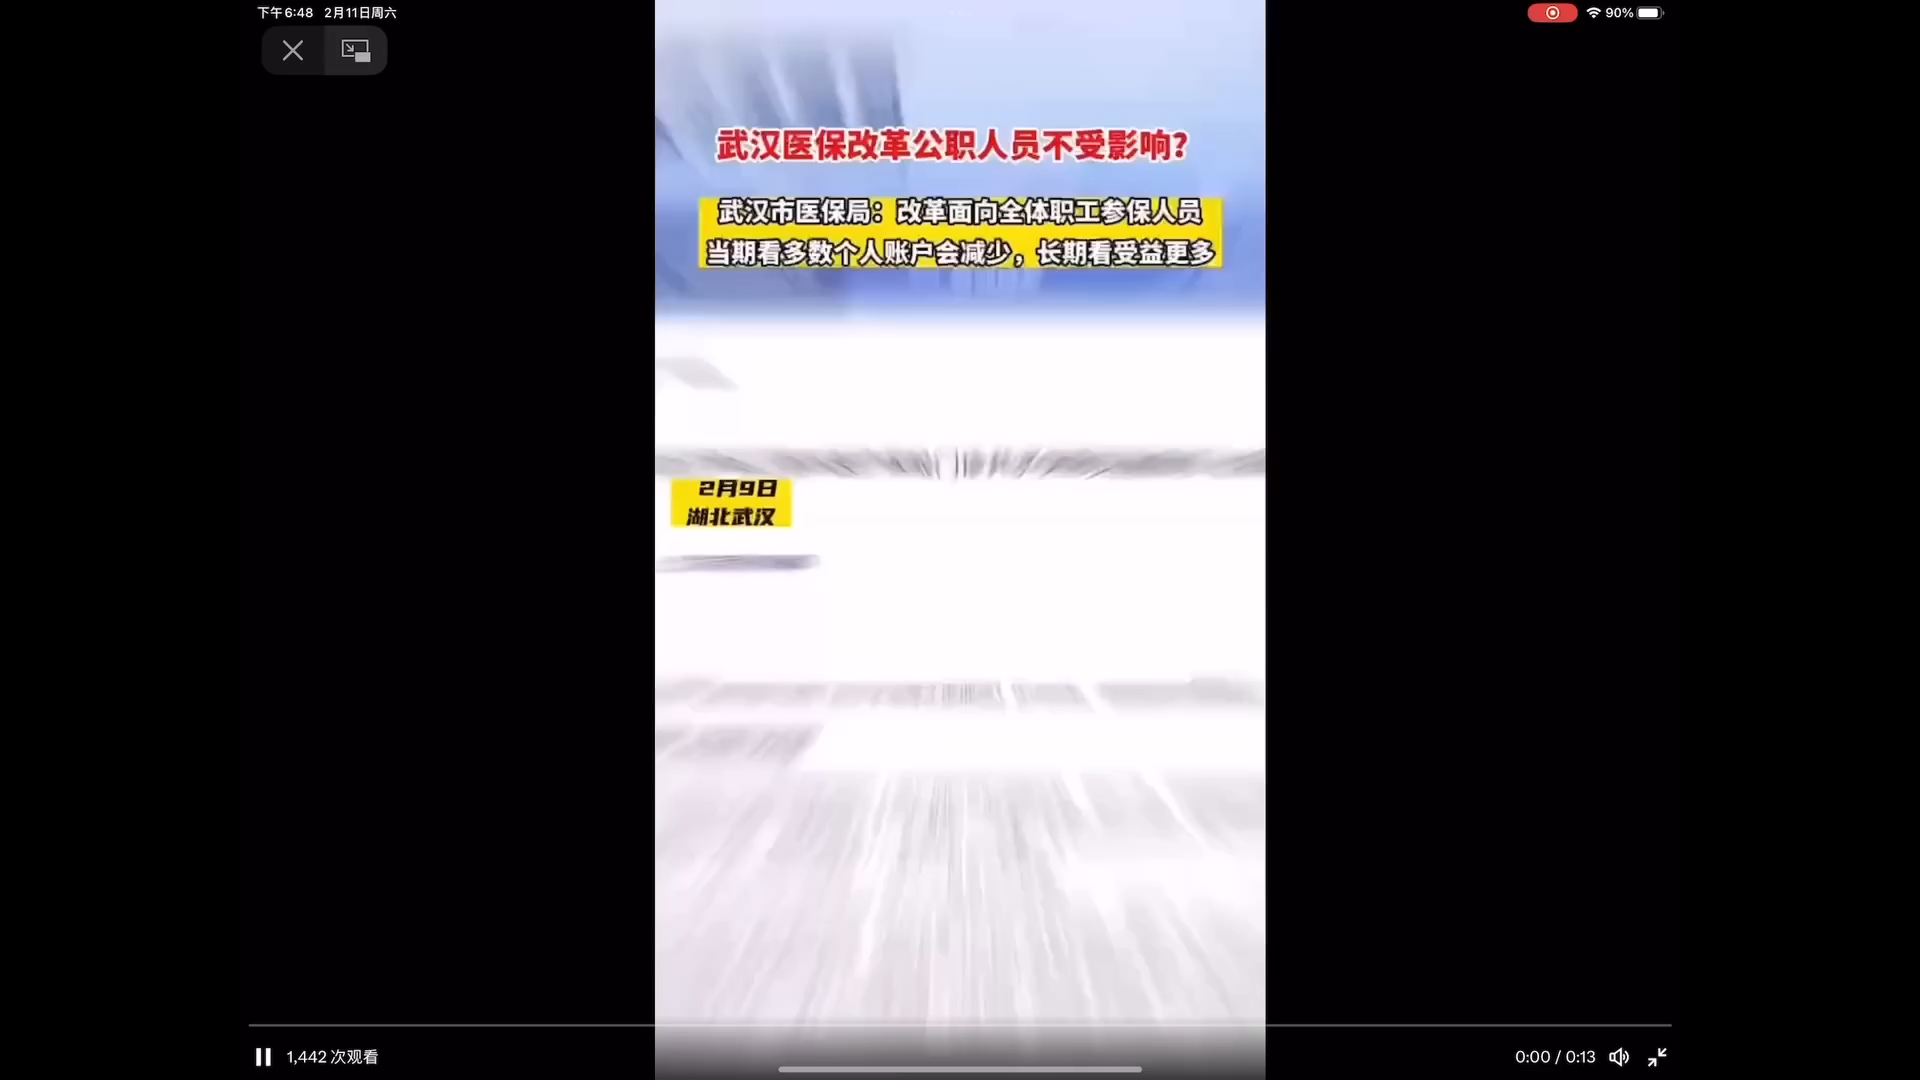 下午6:48 2月11日周六
90%
武汉医保改革公职人员不受影响?
武汉市医保局：改革面向全体职工参保人员
当期看多数个人账户会减少，长期看受益更多
2月9日
湖北武汉
1,442 次观看
0:00 / 0:13